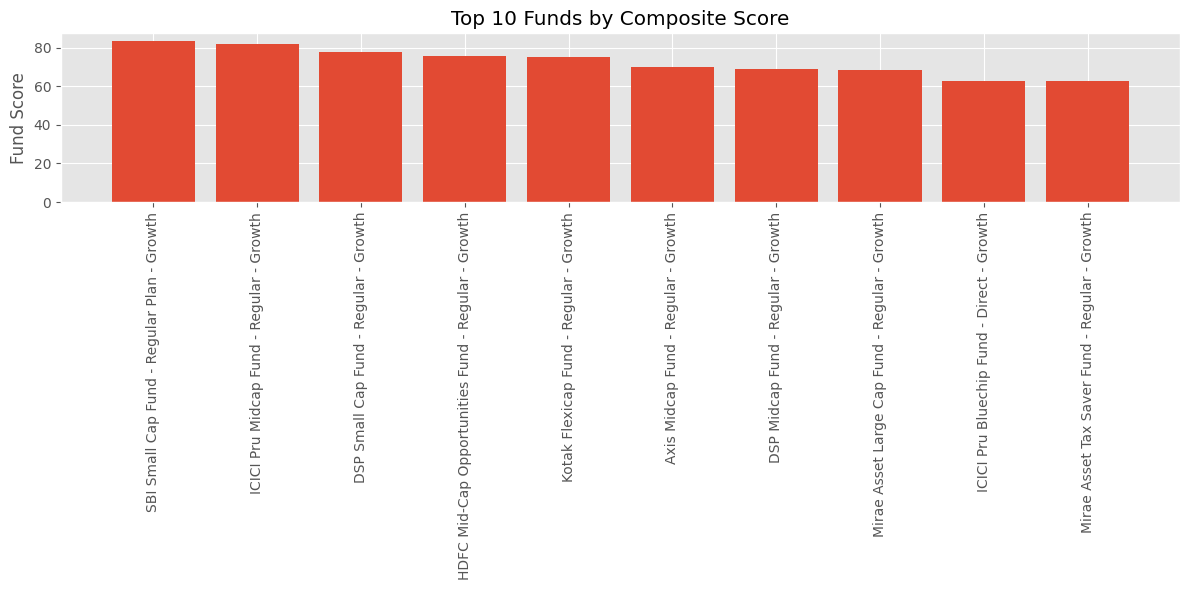 Top 10 Funds by Composite Score
Fund Score
80
60
40
20
0
SBI Small Cap Fund - Regular Plan - Growth
ICICI Pru Midcap Fund - Regular - Growth
DSP Small Cap Fund - Regular - Growth
HDFC Mid-Cap Opportunities Fund - Regular - Growth
Kotak Flexicap Fund - Regular - Growth
Axis Midcap Fund - Regular - Growth
DSP Midcap Fund - Regular - Growth
Mirae Asset Large Cap Fund - Regular - Growth
ICICI Pru Bluechip Fund - Direct - Growth
Mirae Asset Tax Saver Fund - Regular - Growth